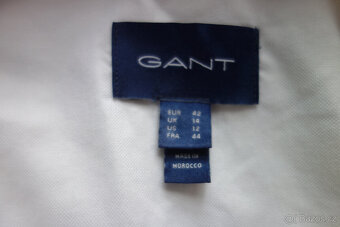 GANT
EUR 42
UK 14
US 12
FRA 44
MADE IN
MOROCCO